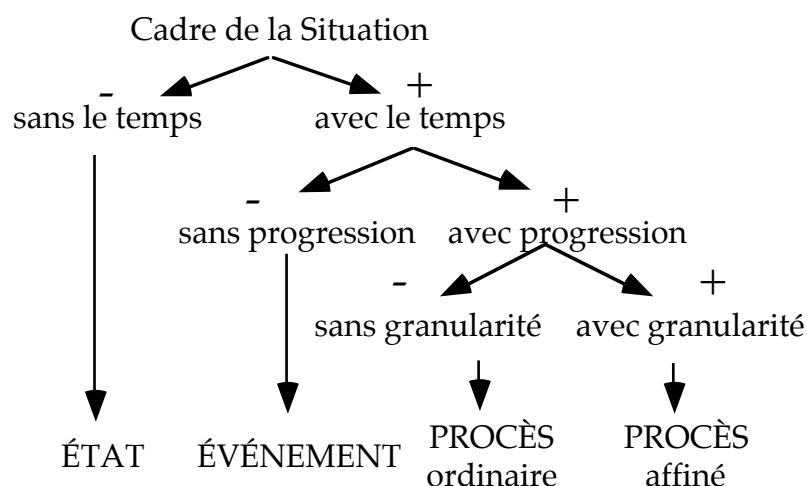 Cadre de la Situation
- +
sans le temps avec le temps
- +
sans progression avec progression
- +
sans granularité avec granularité
ÉTAT ÉVÉNEMENT PROCÈS ordinaire PROCÈS affiné